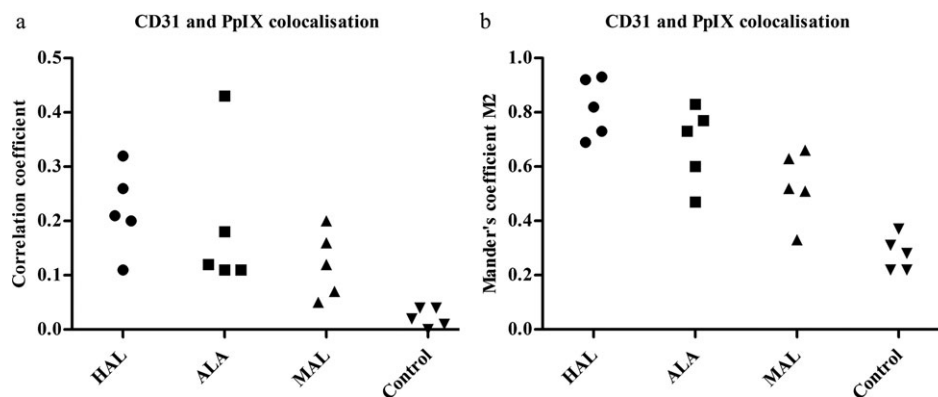 a
CD31 and PpIX colocalisation
Correlation coefficient
0.5
0.4
0.3
0.2
0.1
0.0
HAL
ALA
MAL
Control
b
CD31 and PpIX colocalisation
Mander's coefficient M2
1.0
0.8
0.6
0.4
0.2
0.0
HAL
ALA
MAL
Control